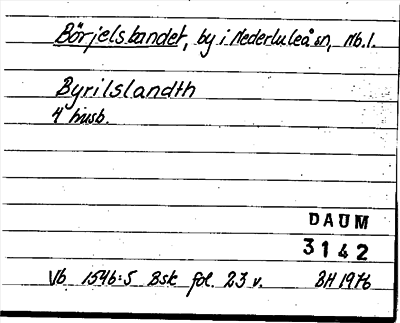 Börjelslandet, by i Nederluleå sn, Nb.l.
Byrilslandth
4 husb.
DAUM
3142
Vb 1546:5 Bsk fol. 23 v. BH 1976